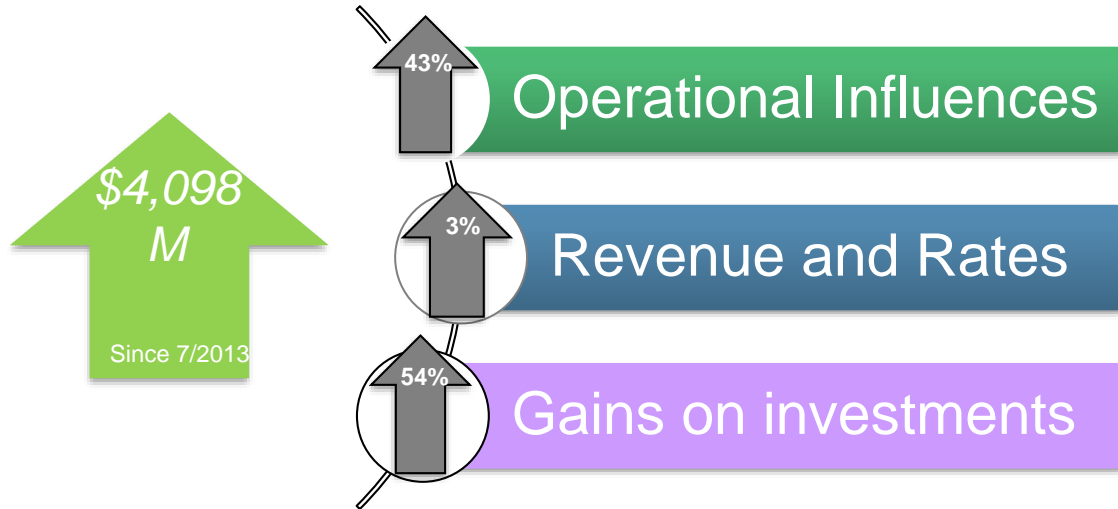 $4,098
M
Since 7/2013
43%
Operational Influences
3%
Revenue and Rates
54%
Gains on investments